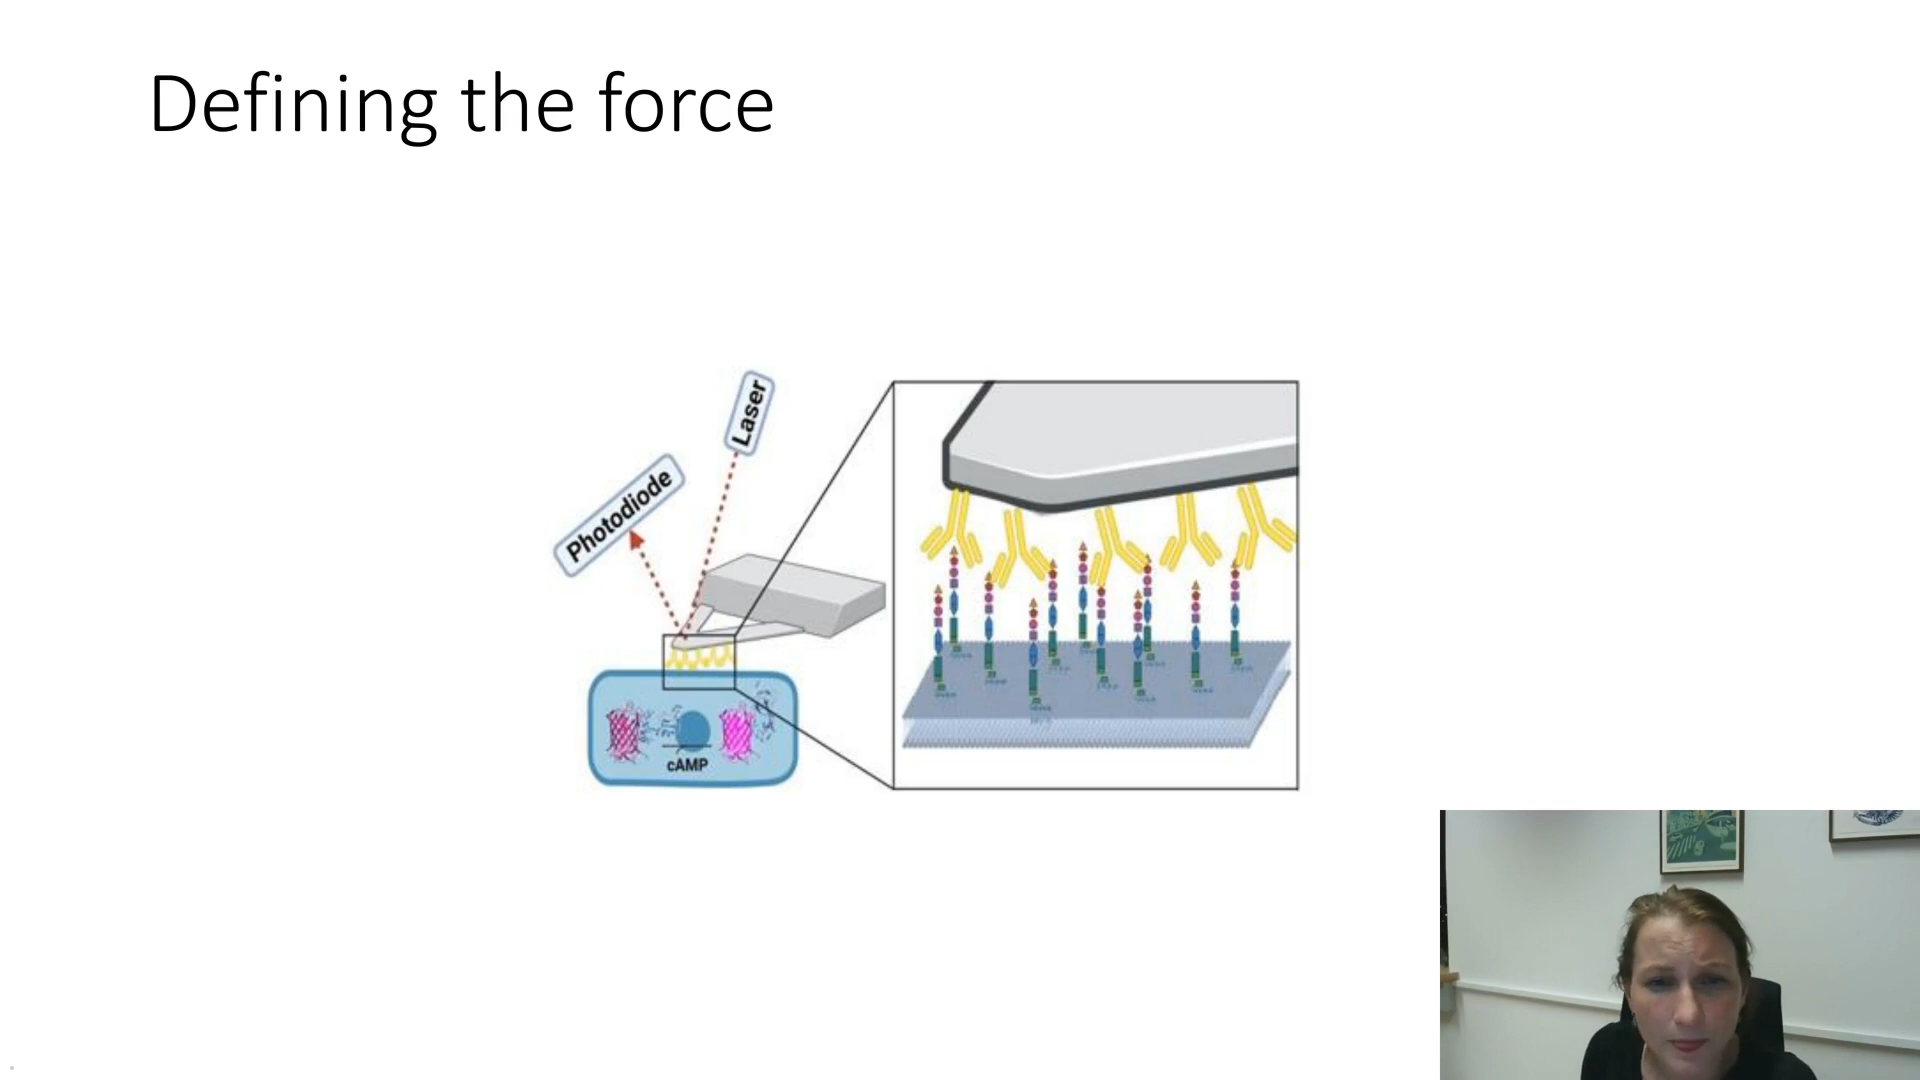 Defining the force
Laser
Photodiode
cAMP